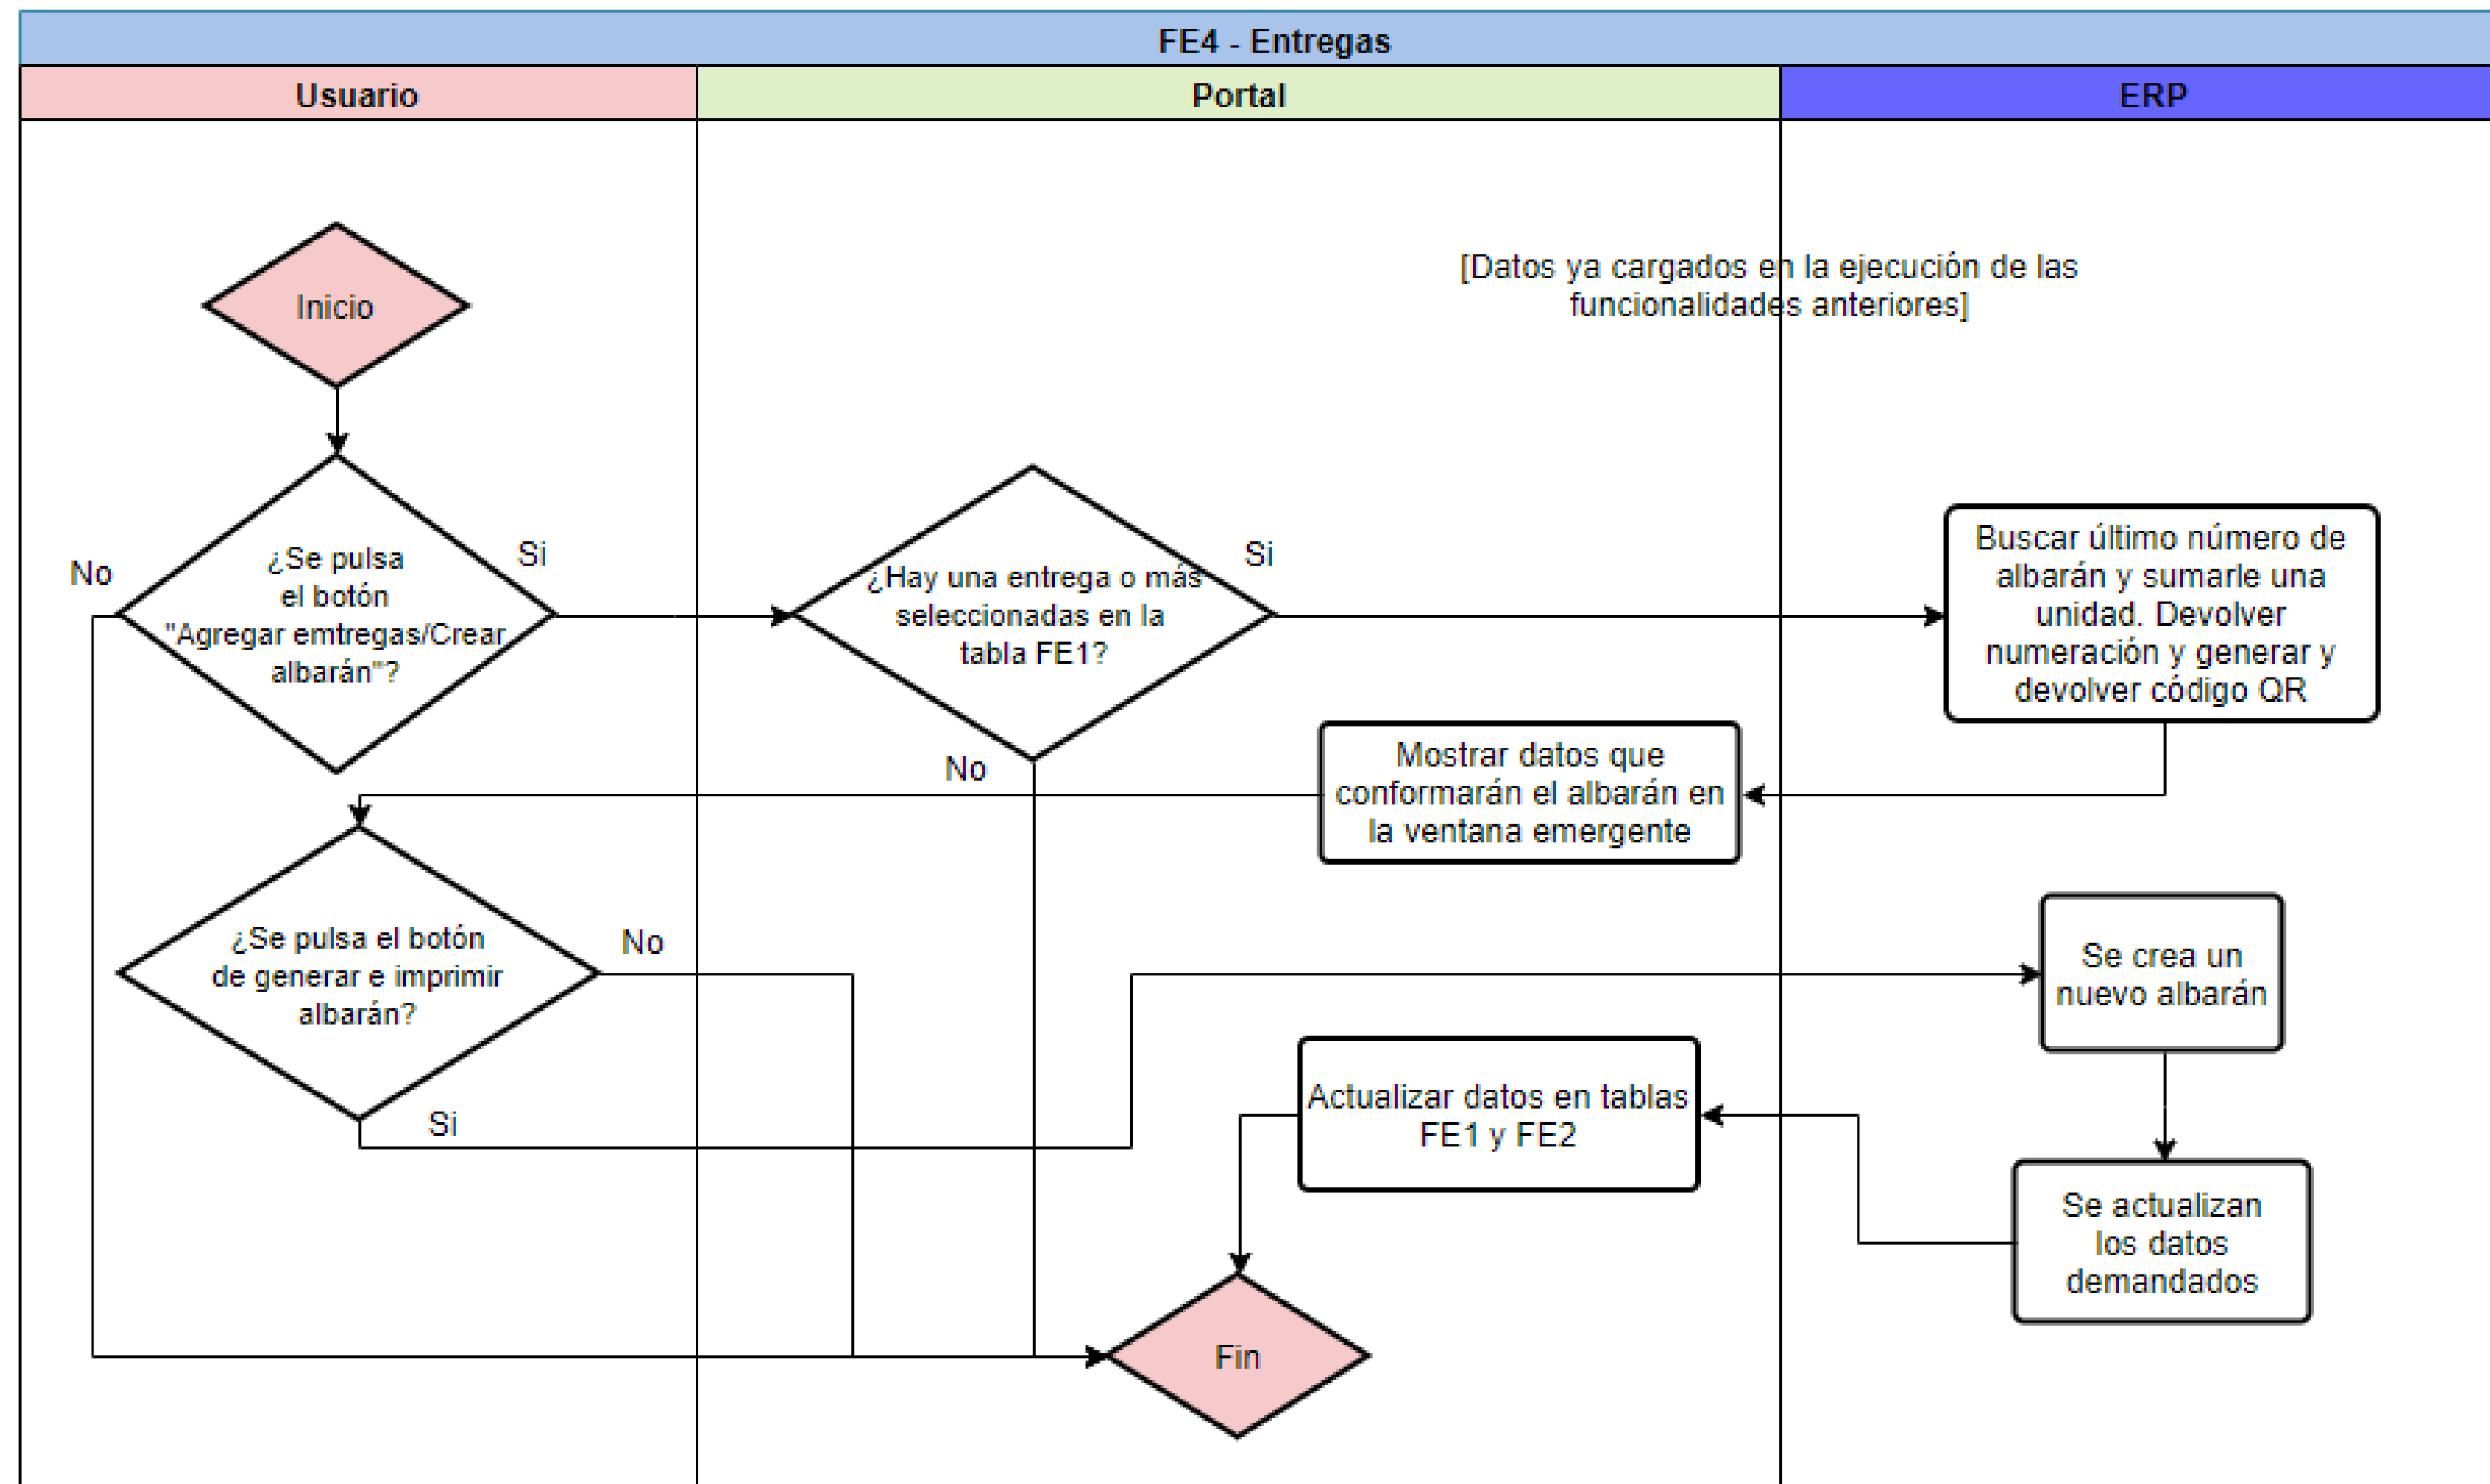 FE4 - Entregas
Usuario
Portal
ERP
[Datos ya cargados en la ejecución de las
funcionalidades anteriores]
Inicio
No
¿Se pulsa
el botón
"Agregar emtregas/Crear
albarán"?
Si
¿Hay una entrega o más
seleccionadas en la
tabla FE1?
Si
No
Buscar último número de
albarán y sumarle una
unidad. Devolver
numeración y generar y
devolver código QR
Mostrar datos que
conformarán el albarán en
la ventana emergente
¿Se pulsa el botón
de generar e imprimir
albarán?
No
Si
Se crea un
nuevo albarán
Actualizar datos en tablas
FE1 y FE2
Se actualizan
los datos
demandados
Fin